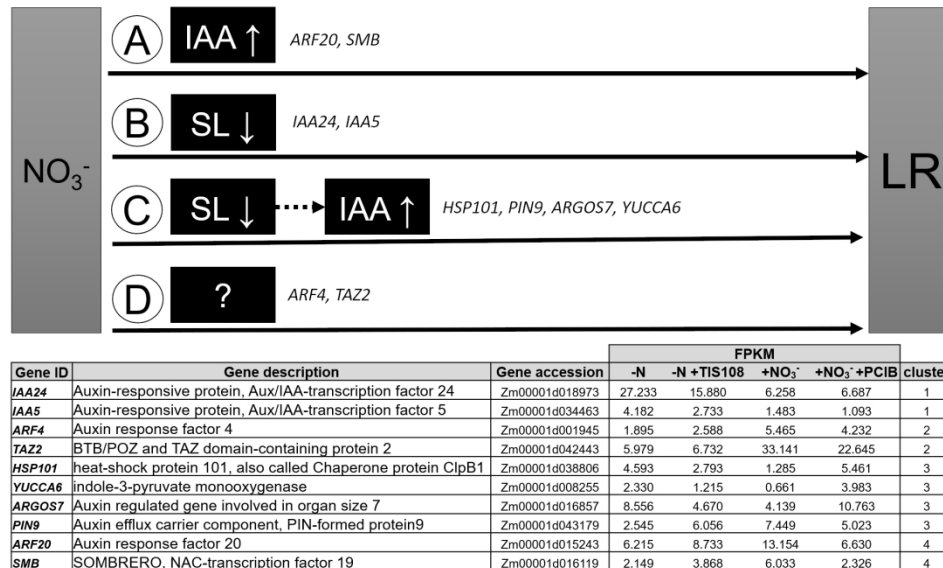 NO₃⁻
A IAA ↑ ARF20, SMB
B SL ↓ IAA24, IAA5
C SL ↓ IAA ↑ HSP101, PIN9, ARGOS7, YUCCA6
D ? ARF4, TAZ2
LR
FPKM
Gene ID Gene description Gene accession -N -N +TIS108 +NO₃⁻ +NO₃⁻ +PCIB cluste
IAA24 Auxin-responsive protein, Aux/IAA-transcription factor 24 Zm00001d018973 27.233 15.880 6.258 6.687 1
IAA5 Auxin-responsive protein, Aux/IAA-transcription factor 5 Zm00001d034463 4.182 2.733 1.483 1.093 1
ARF4 Auxin response factor 4 Zm00001d001945 1.895 2.588 5.465 4.232 2
TAZ2 BTB/POZ and TAZ domain-containing protein 2 Zm00001d042443 5.979 6.732 33.141 22.645 2
HSP101 heat-shock protein 101, also called Chaperone protein ClpB1 Zm00001d038806 4.593 2.793 1.285 5.461 3
YUCCA6 indole-3-pyruvate monooxygenase Zm00001d008255 2.330 1.215 0.661 3.983 3
ARGOS7 Auxin regulated gene involved in organ size 7 Zm00001d016857 8.556 4.670 4.139 10.763 3
PIN9 Auxin efflux carrier component, PIN-formed protein9 Zm00001d043179 2.545 6.056 7.449 5.023 3
ARF20 Auxin response factor 20 Zm00001d015243 6.215 8.733 13.154 6.630 4
SMB SOMBRERO, NAC-transcription factor 19 Zm00001d016119 2.149 3.868 6.033 2.326 4